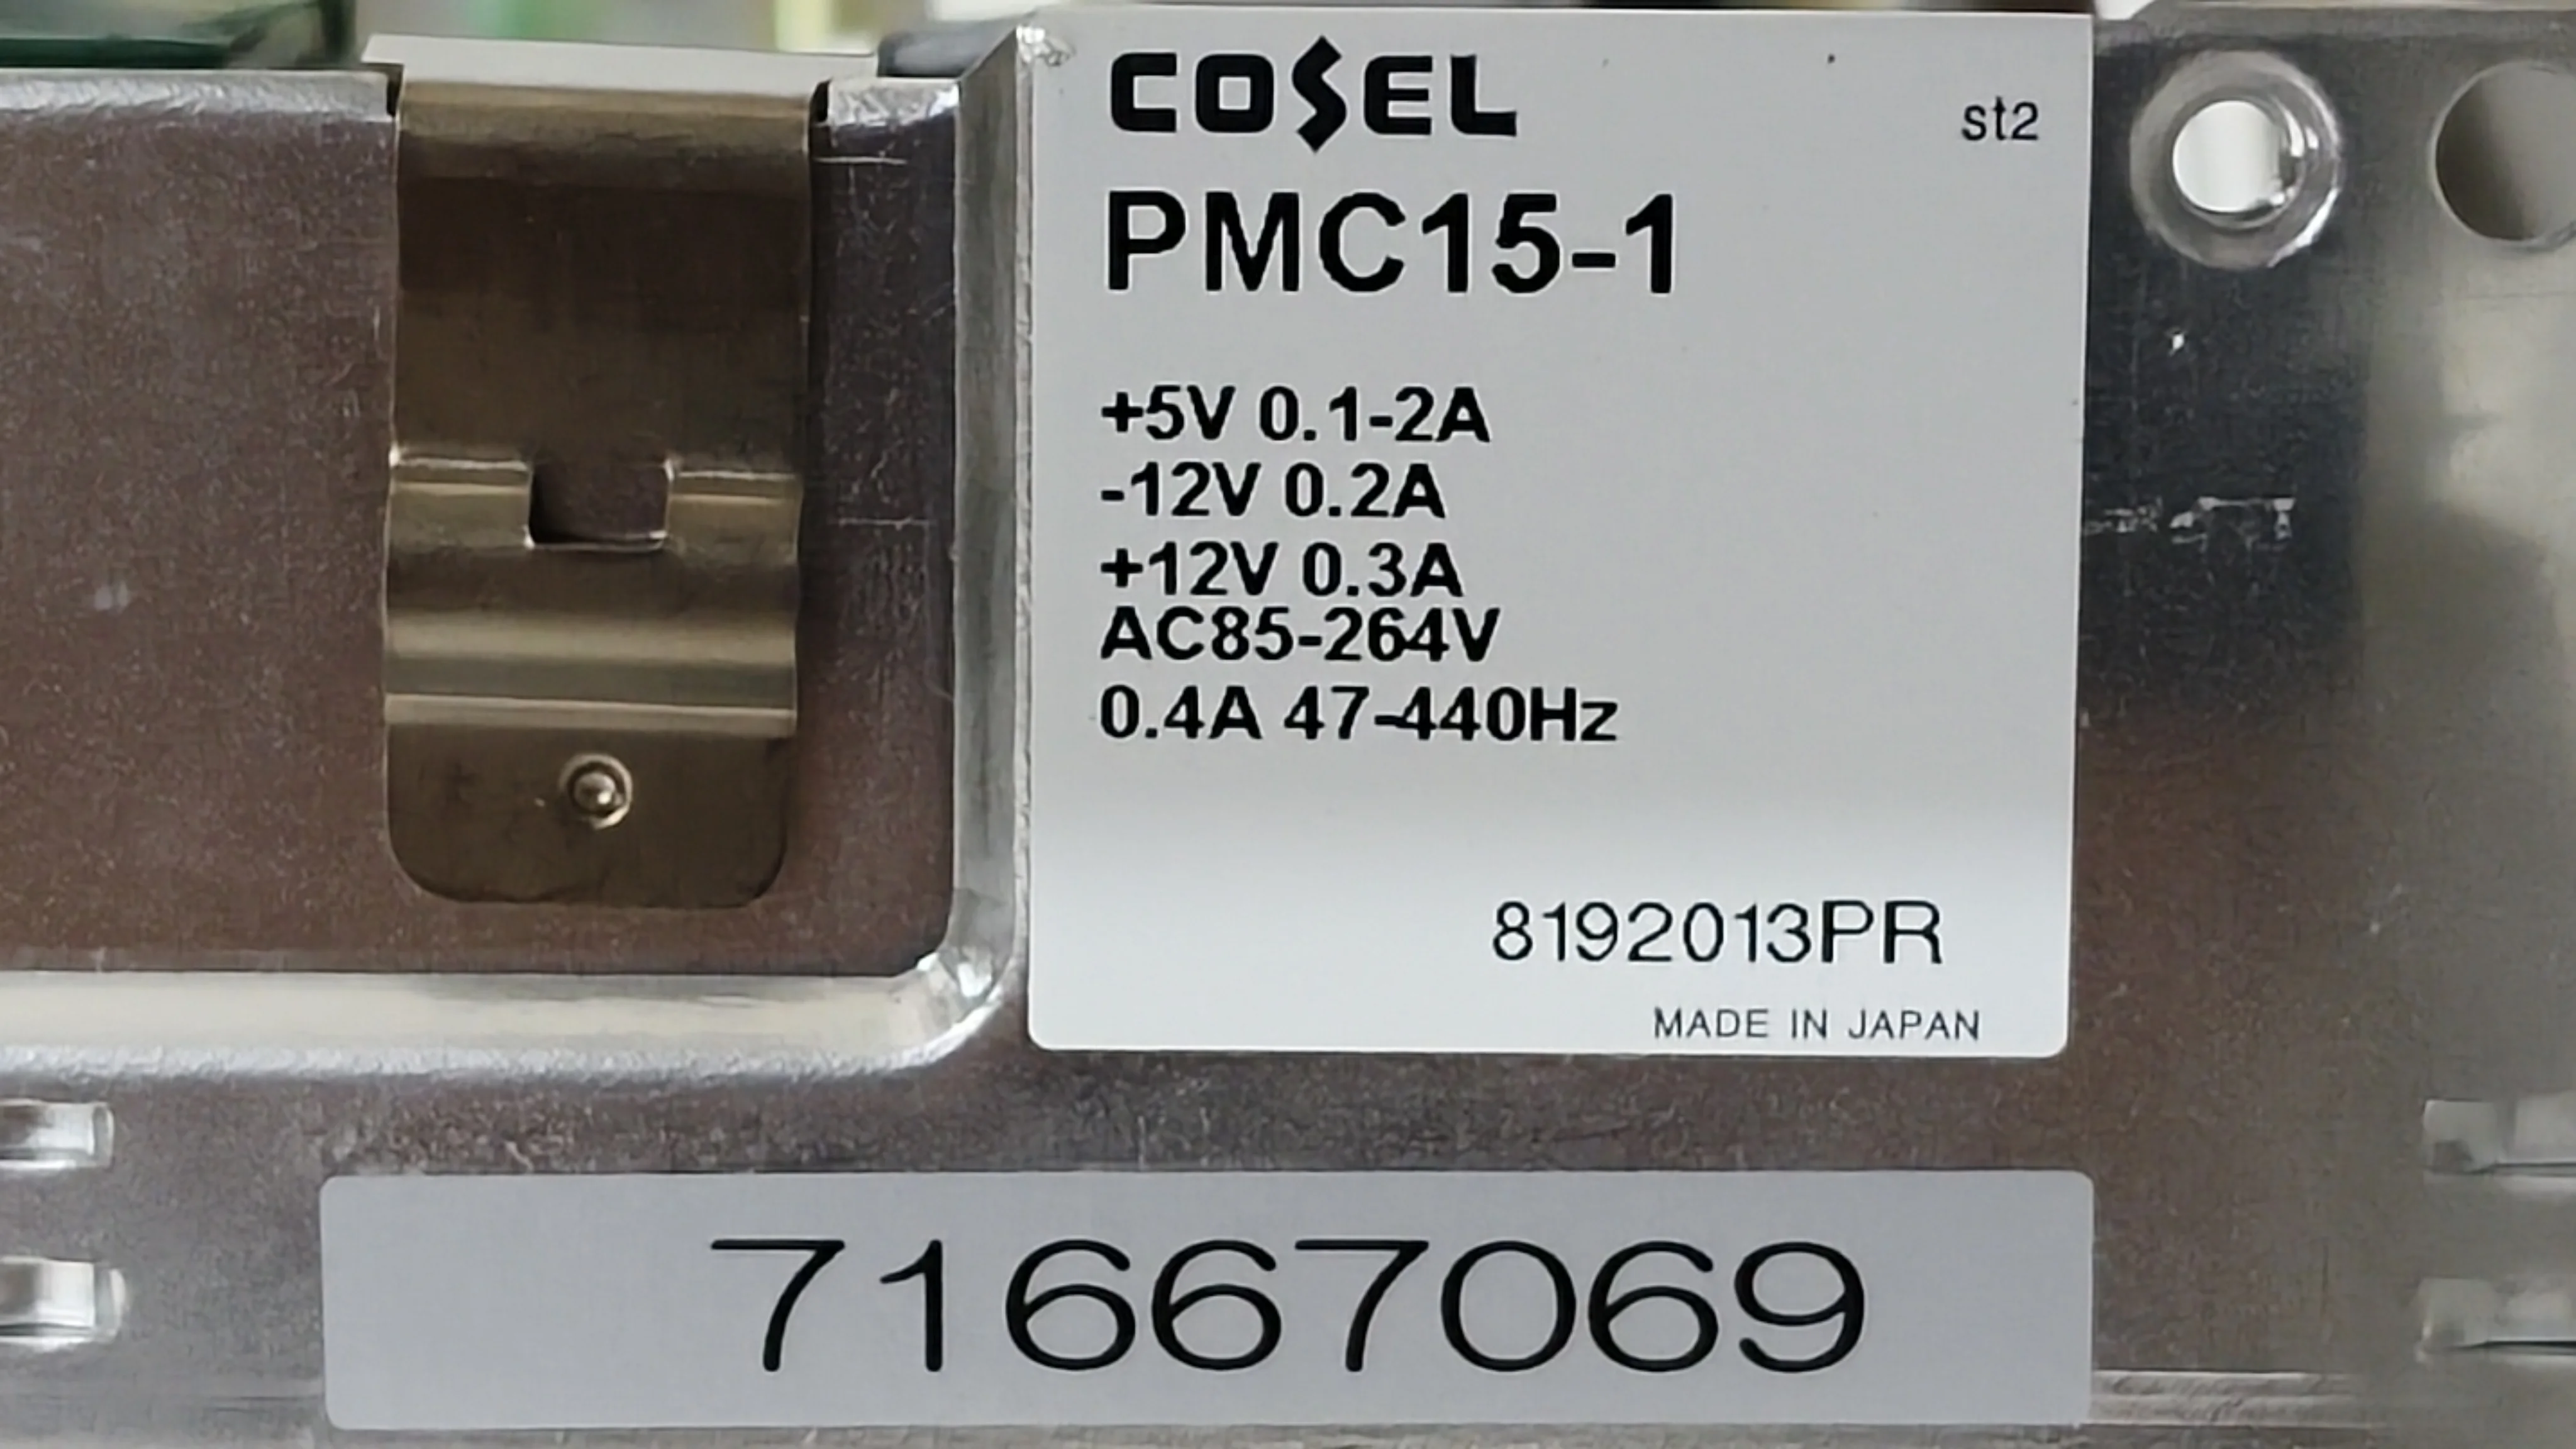 COSEL
st2
PMC15-1
+5V 0.1-2A
-12V 0.2A
+12V 0.3A
AC85-264V
0.4A 47-440Hz
8192013PR
MADE IN JAPAN
71667069